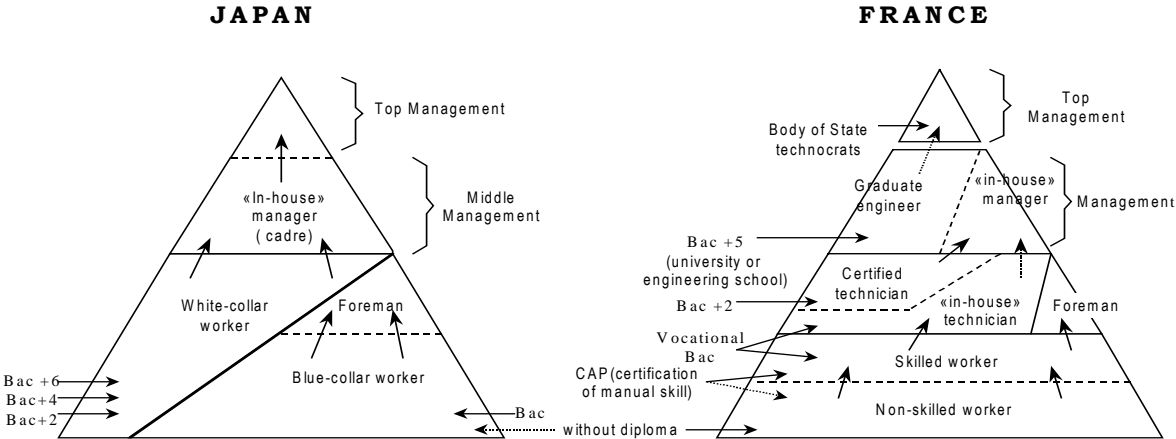 JAPAN
Top Management
«In-house»
manager
( cadre)
Middle
Management
White-collar
worker
Foreman
Blue-collar worker
Bac +6
Bac+4
Bac+2
Bac
without diploma
FRANCE
Top
Management
Body of State
technocrats
Graduate
engineer
«in-house»
manager
Management
Bac +5
(university or
engineering school)
Certified
technician
Bac +2
«in-house»
technician
Foreman
Vocational
Bac
Skilled worker
CAP (certification
of manual skill)
Non-skilled worker